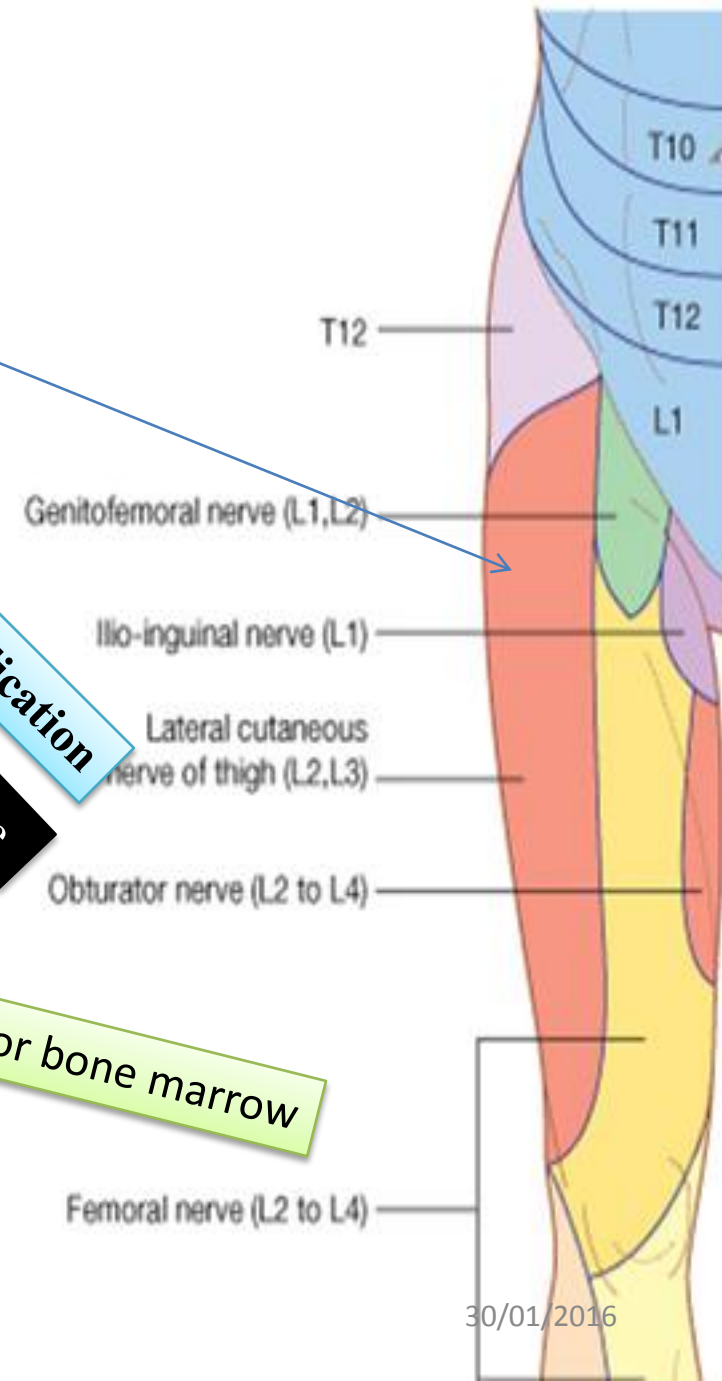 T10
T11
T12
T12
L1
Genitofemoral nerve (L1,L2)
Ilio-inguinal nerve (L1)
lication
Lateral cutaneous
nerve of thigh (L2,L3)
e
Obturator nerve (L2 to L4)
or bone marrow
Femoral nerve (L2 to L4)
30/01/2016